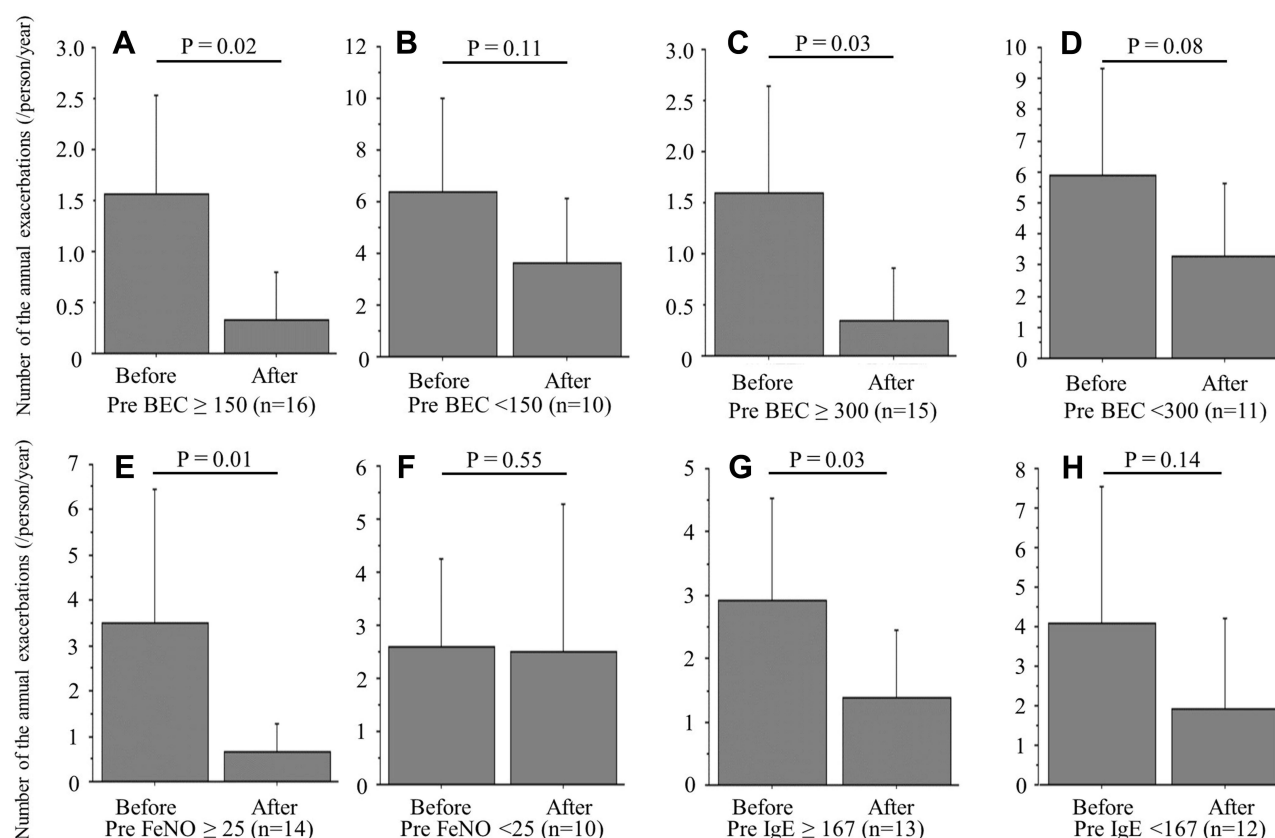 Number of the annual exacerbations (/person/year)
A
P = 0.02
3.0
2.5
2.0
1.5
1.0
0.5
0
Before After
Pre BEC ≥ 150 (n=16)
B
P = 0.11
12
10
8
6
4
2
0
Before After
Pre BEC <150 (n=10)
C
P = 0.03
3.0
2.5
2.0
1.5
1.0
0.5
0
Before After
Pre BEC ≥ 300 (n=15)
D
P = 0.08
10
9
8
7
6
5
4
3
2
1
0
Before After
Pre BEC <300 (n=11)
Number of the annual exacerbations (/person/year)
E
P = 0.01
7
6
5
4
3
2
1
0
Before After
Pre FeNO ≥ 25 (n=14)
F
P = 0.55
6
5
4
3
2
1
0
Before After
Pre FeNO <25 (n=10)
G
P = 0.03
5
4
3
2
1
0
Before After
Pre IgE ≥ 167 (n=13)
H
P = 0.14
8
7
6
5
4
3
2
1
0
Before After
Pre IgE <167 (n=12)